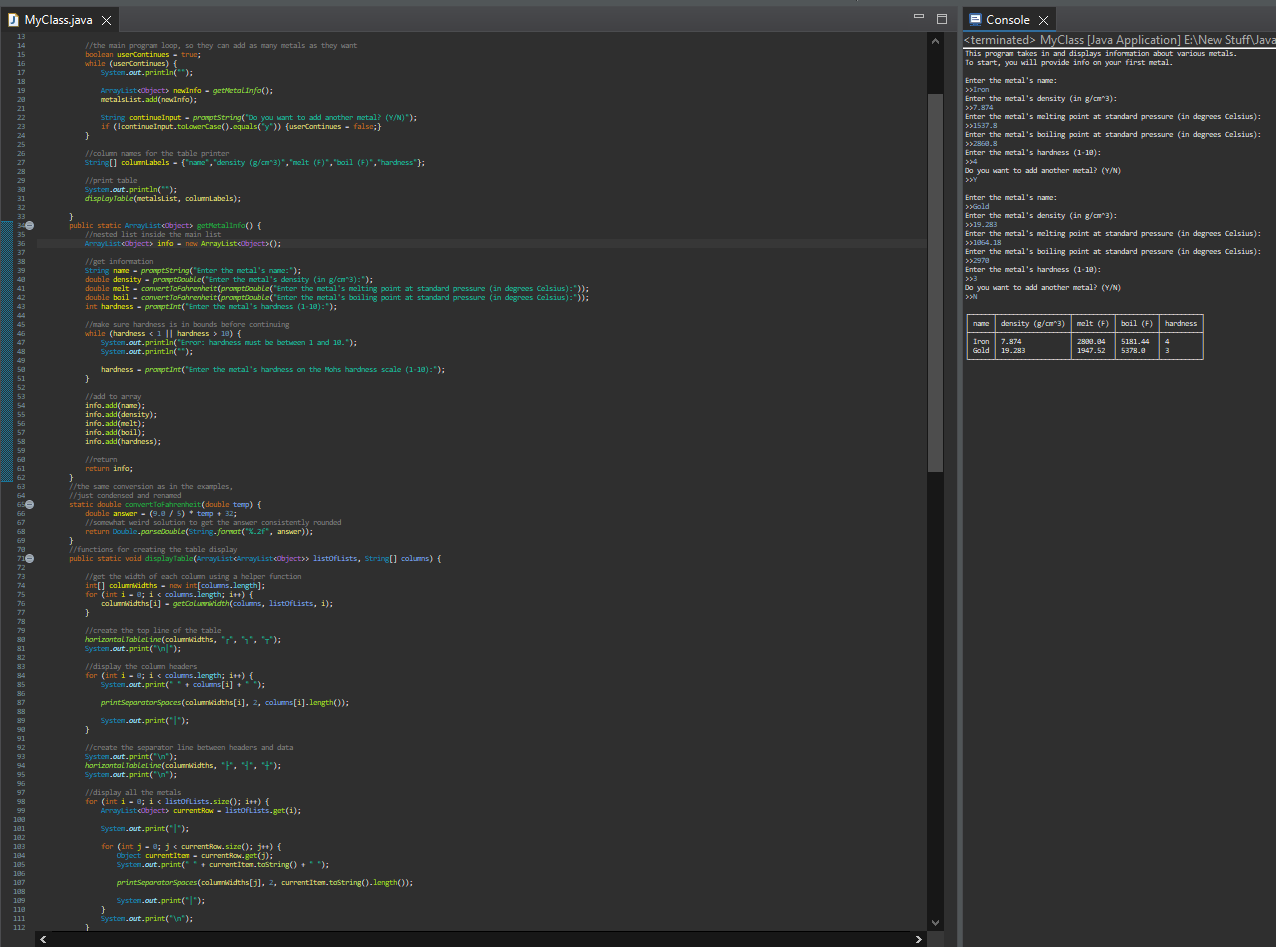 MyClass.java
13
14 //the main program loop, so they can add as many metals as they want
15 boolean userContinues = true;
16 while (userContinues) {
17 System.out.println("");
18
19 ArrayList<Object> newInfo = getMetalInfo();
20 metalsList.add(newInfo);
21
22 String continueInput = promptString("Do you want to add another metal? (Y/N)");
23 if (!continueInput.toLowerCase().equals("y")) {userContinues = false;}
24 }
25
26 //column names for the table printer
27 String[] columnLabels = {"name","density (g/cm^3)","melt (F)","boil (F)","hardness"};
28
29 //print table
30 System.out.println("");
31 displayTable(metalsList, columnLabels);
32
33 }
34 public static ArrayList<Object> getMetalInfo() {
35 //nested list inside the main list
36 ArrayList<Object> info = new ArrayList<Object>();
37
38 //get information
39 String name = promptString("Enter the metal's name:");
40 double density = promptDouble("Enter the metal's density (in g/cm^3):");
41 double melt = convertToFahrenheit(promptDouble("Enter the metal's melting point at standard pressure (in degrees Celsius):"));
42 double boil = convertToFahrenheit(promptDouble("Enter the metal's boiling point at standard pressure (in degrees Celsius):"));
43 int hardness = promptInt("Enter the metal's hardness (1-10):");
44
45 //make sure hardness is in bounds before continuing
46 while (hardness < 1 || hardness > 10) {
47 System.out.println("Error: hardness must be between 1 and 10.");
48 System.out.println("");
49
50 hardness = promptInt("Enter the metal's hardness on the Mohs hardness scale (1-10):");
51 }
52
53 //add to array
54 info.add(name);
55 info.add(density);
56 info.add(melt);
57 info.add(boil);
58 info.add(hardness);
59
60 //return
61 return info;
62 }
63 //the same conversion as in the examples,
64 //just condensed and renamed
65 static double convertToFahrenheit(double temp) {
66 double answer = (9.0 / 5) * temp + 32;
67 //somewhat weird solution to get the answer consistently rounded
68 return Double.parseDouble(String.format("%.2f", answer));
69 }
70 //functions for creating the table display
71 public static void displayTable(ArrayList<ArrayList<Object>> listOfLists, String[] columns) {
72
73 //get the width of each column using a helper function
74 int[] columnWidths = new int[columns.length];
75 for (int i = 0; i < columns.length; i++) {
76 columnWidths[i] = getColumnWidth(columns, listOfLists, i);
77 }
78
79 //create the top line of the table
80 horizontalTableLine(columnWidths, "┌", "┐", "┬");
81 System.out.print("\n│");
82
83 //display the column headers
84 for (int i = 0; i < columns.length; i++) {
85 System.out.print(" " + columns[i] + " ");
86
87 printSeparatorSpaces(columnWidths[i], 2, columns[i].length());
88
89 System.out.print("│");
90 }
91
92 //create the separator line between headers and data
93 System.out.print("\n");
94 horizontalTableLine(columnWidths, "├", "┤", "┼");
95 System.out.print("\n");
96
97 //display all the metals
98 for (int i = 0; i < listOfLists.size(); i++) {
99 ArrayList<Object> currentRow = listOfLists.get(i);
100
101 System.out.print("│");
102
103 for (int j = 0; j < currentRow.size(); j++) {
104 Object currentItem = currentRow.get(j);
105 System.out.print(" " + currentItem.toString() + " ");
106
107 printSeparatorSpaces(columnWidths[j], 2, currentItem.toString().length());
108
109 System.out.print("│");
110 }
111 System.out.print("\n");
112 }
Console
<terminated> MyClass [Java Application] E:\New Stuff\Java
This program takes in and displays information about various metals.
To start, you will provide info on your first metal.
Enter the metal's name:
>>Iron
Enter the metal's density (in g/cm^3):
>>7.874
Enter the metal's melting point at standard pressure (in degrees Celsius):
>>1537.8
Enter the metal's boiling point at standard pressure (in degrees Celsius):
>>2860.8
Enter the metal's hardness (1-10):
>>4
Do you want to add another metal? (Y/N)
>>Y
Enter the metal's name:
>>Gold
Enter the metal's density (in g/cm^3):
>>19.283
Enter the metal's melting point at standard pressure (in degrees Celsius):
>>1064.18
Enter the metal's boiling point at standard pressure (in degrees Celsius):
>>2970
Enter the metal's hardness (1-10):
>>3
Do you want to add another metal? (Y/N)
>>N
name density (g/cm^3) melt (F) boil (F) hardness
Iron 7.874 2800.04 5181.44 4
Gold 19.283 1947.52 5378.0 3